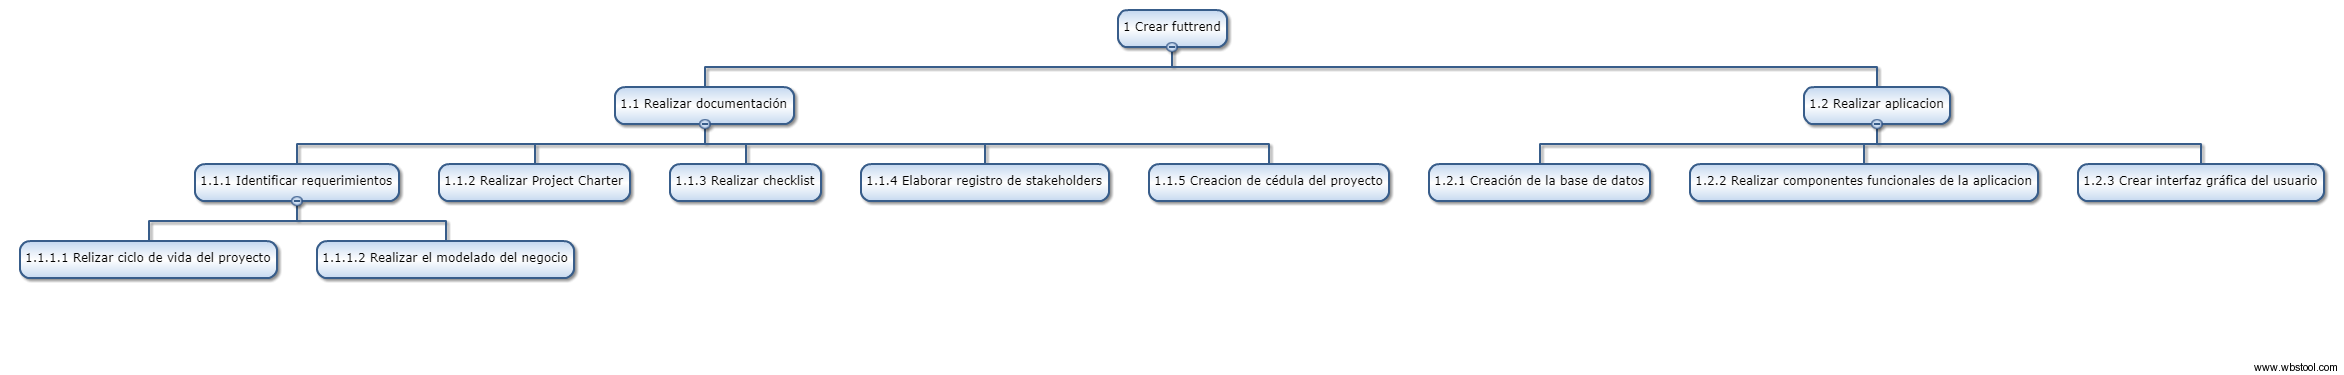 1 Crear futtrend
1.1 Realizar documentación
1.2 Realizar aplicacion
1.1.1 Identificar requerimientos
1.1.2 Realizar Project Charter
1.1.3 Realizar checklist
1.1.4 Elaborar registro de stakeholders
1.1.5 Creacion de cédula del proyecto
1.2.1 Creación de la base de datos
1.2.2 Realizar componentes funcionales de la aplicacion
1.2.3 Crear interfaz gráfica del usuario
1.1.1.1 Relizar ciclo de vida del proyecto
1.1.1.2 Realizar el modelado del negocio
www.wbstool.com